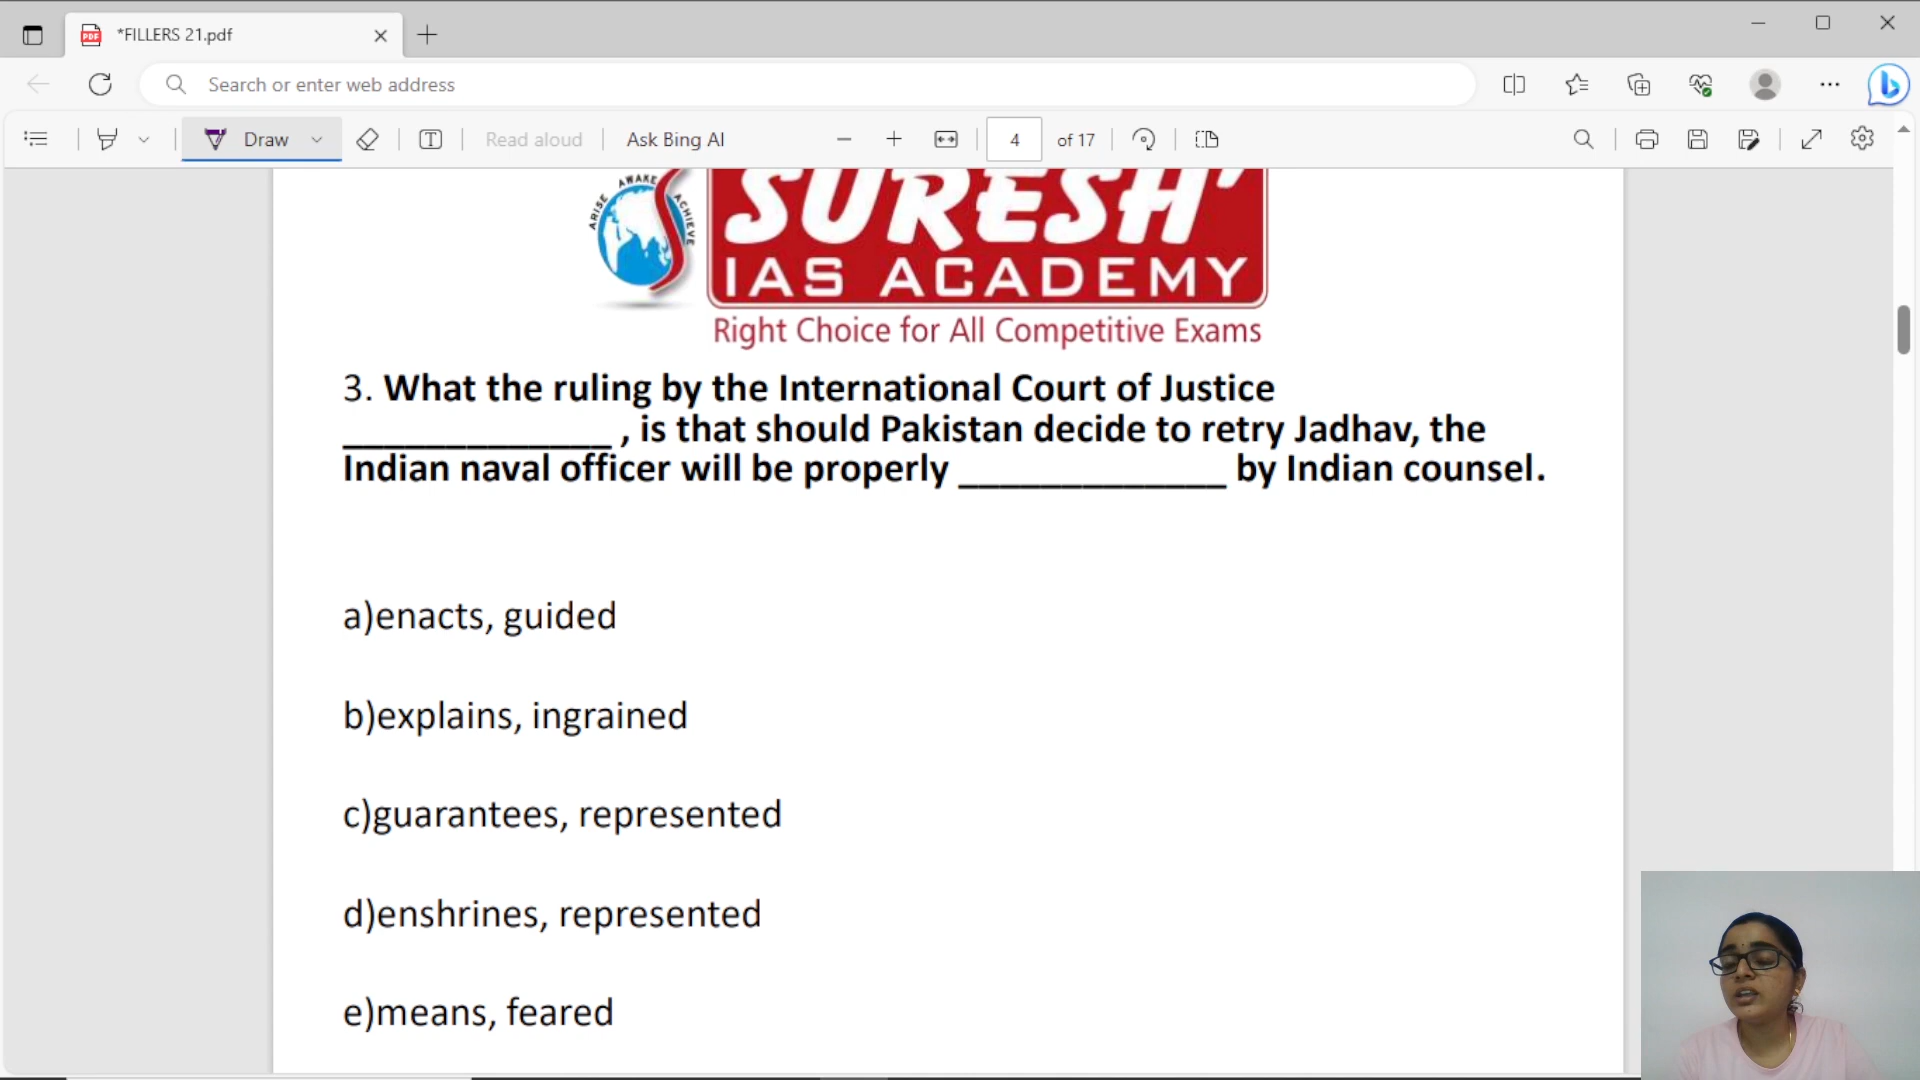 *FILLERS 21.pdf
Search or enter web address
Draw
Read aloud
Ask Bing AI
4 of 17
ARISE AWAKE ACHIEVE
SURESH'
IAS ACADEMY
Right Choice for All Competitive Exams
3. What the ruling by the International Court of Justice
_____________ , is that should Pakistan decide to retry Jadhav, the
Indian naval officer will be properly _____________ by Indian counsel.
a)enacts, guided
b)explains, ingrained
c)guarantees, represented
d)enshrines, represented
e)means, feared